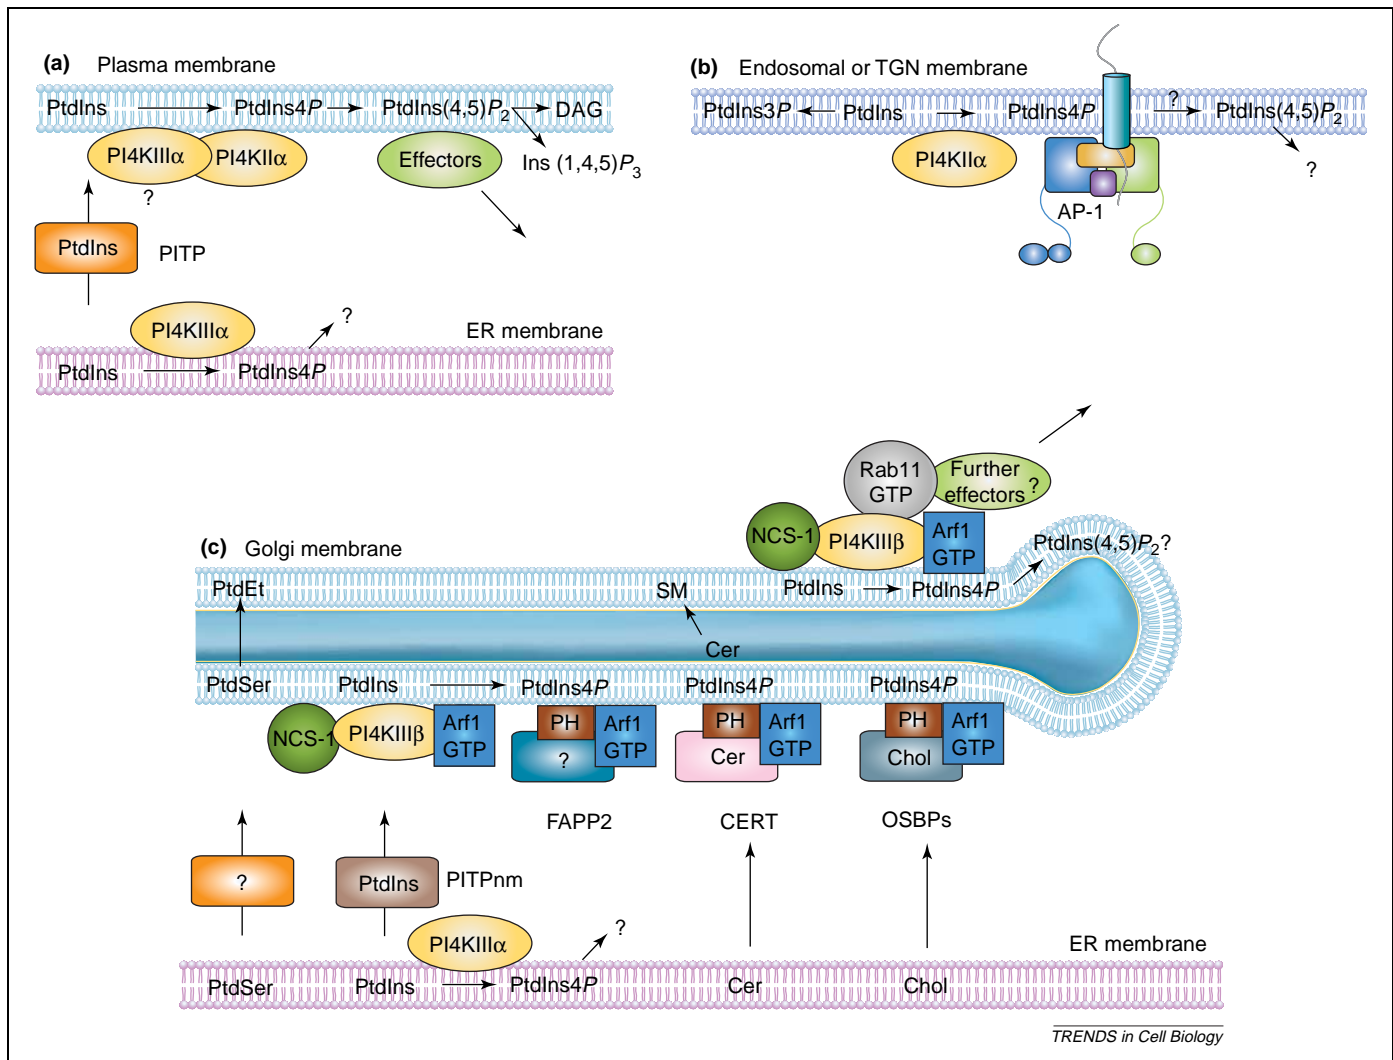 (a) Plasma membrane
PtdIns PtdIns4P PtdIns(4,5)P2 DAG
PI4KIIIα PI4KIIα Effectors Ins (1,4,5)P3
?
PtdIns PITP
PI4KIIIα ? ER membrane
PtdIns PtdIns4P
(b) Endosomal or TGN membrane
PtdIns3P PtdIns PtdIns4P ? PtdIns(4,5)P2
PI4KIIα ?
AP-1
Rab11
GTP
Further
effectors ?
NCS-1 PI4KIIIβ Arf1
GTP
(c) Golgi membrane
PtdIns(4,5)P2?
PtdEt SM PtdIns PtdIns4P
Cer
PtdSer PtdIns PtdIns4P PtdIns4P PtdIns4P
NCS-1 PI4KIIIβ Arf1
GTP
PH Arf1
GTP
?
PH Arf1
GTP
Cer
PH Arf1
GTP
Chol
FAPP2 CERT OSBPs
? PtdIns PITPnm
PI4KIIIα ? ER membrane
PtdSer PtdIns PtdIns4P Cer Chol
TRENDS in Cell Biology